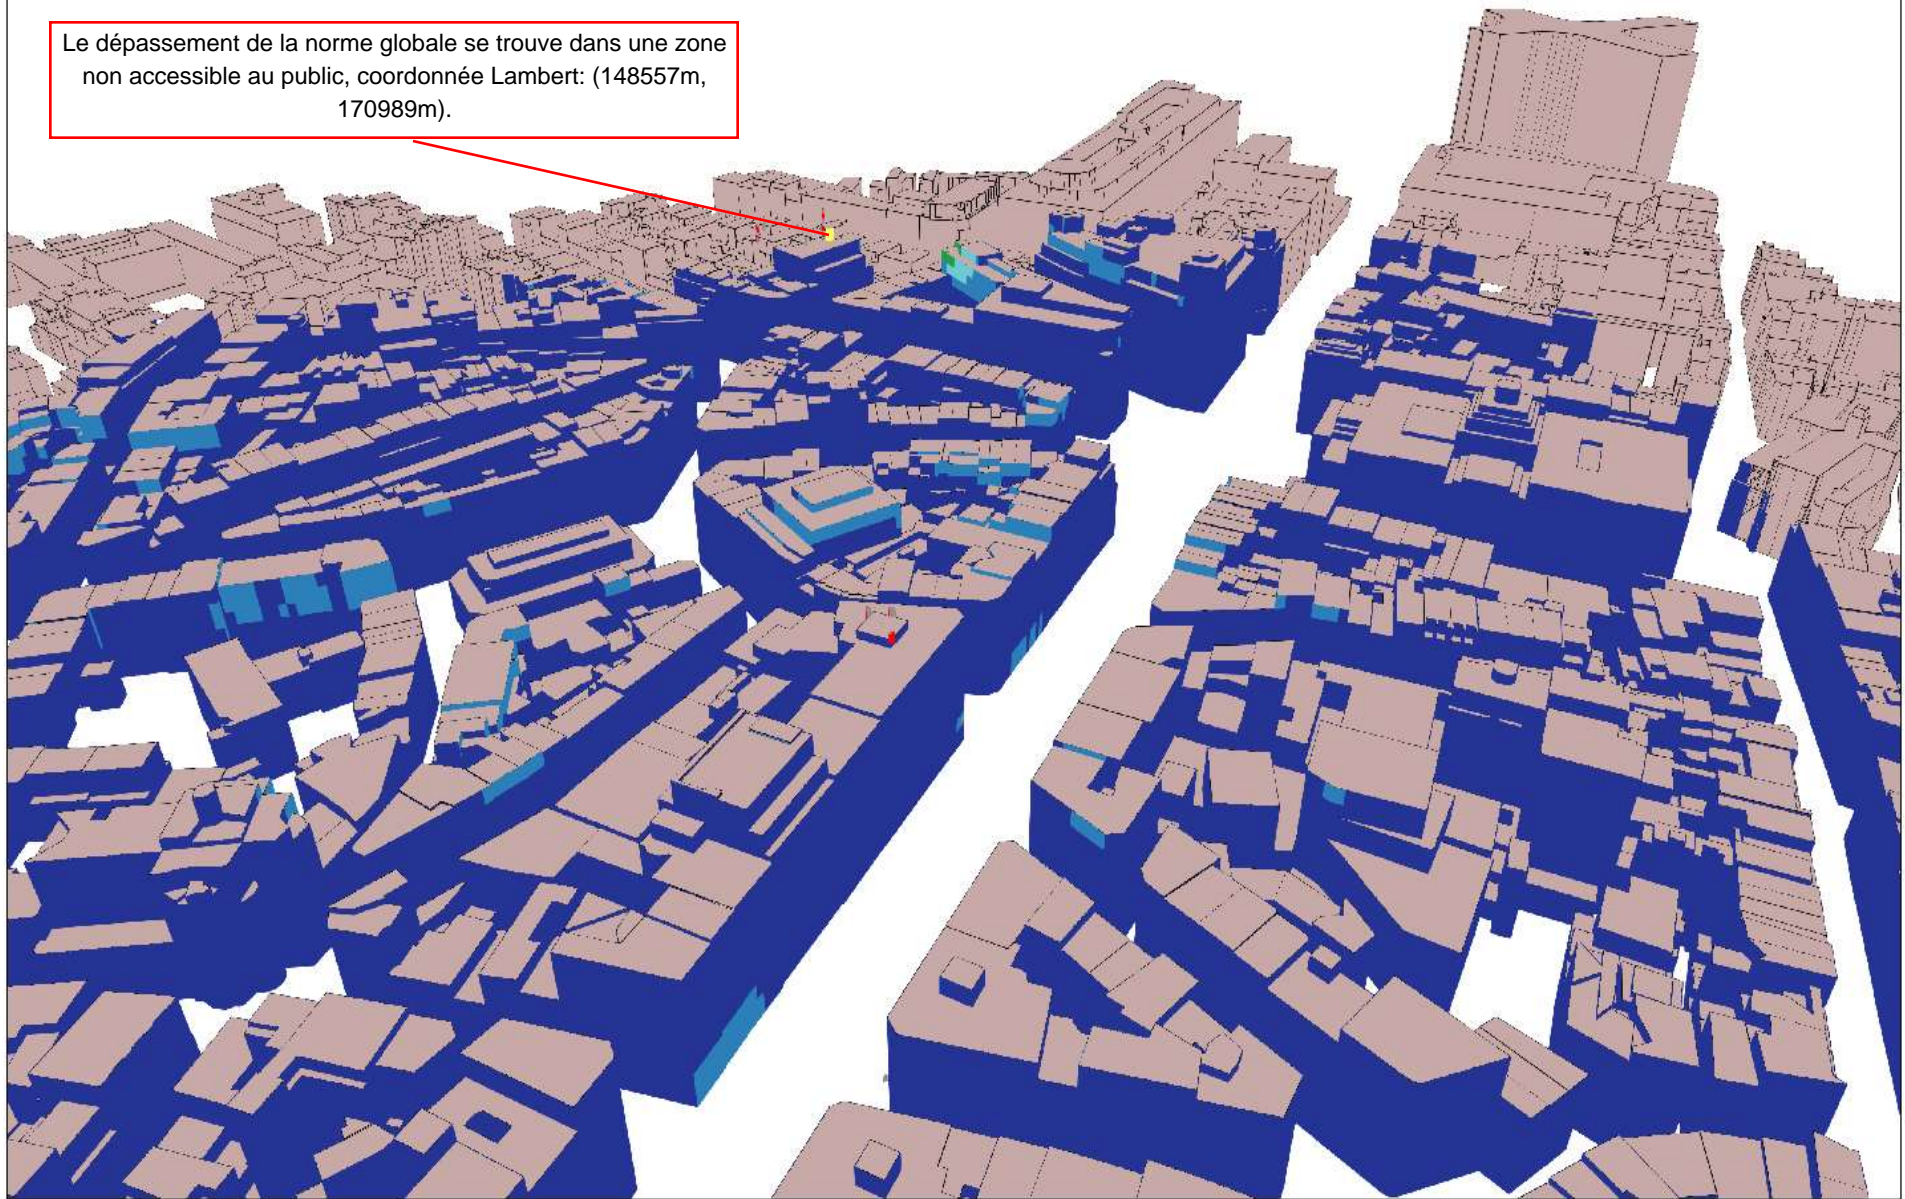 Le dépassement de la norme globale se trouve dans une zone
non accessible au public, coordonnée Lambert: (148557m,
170989m).